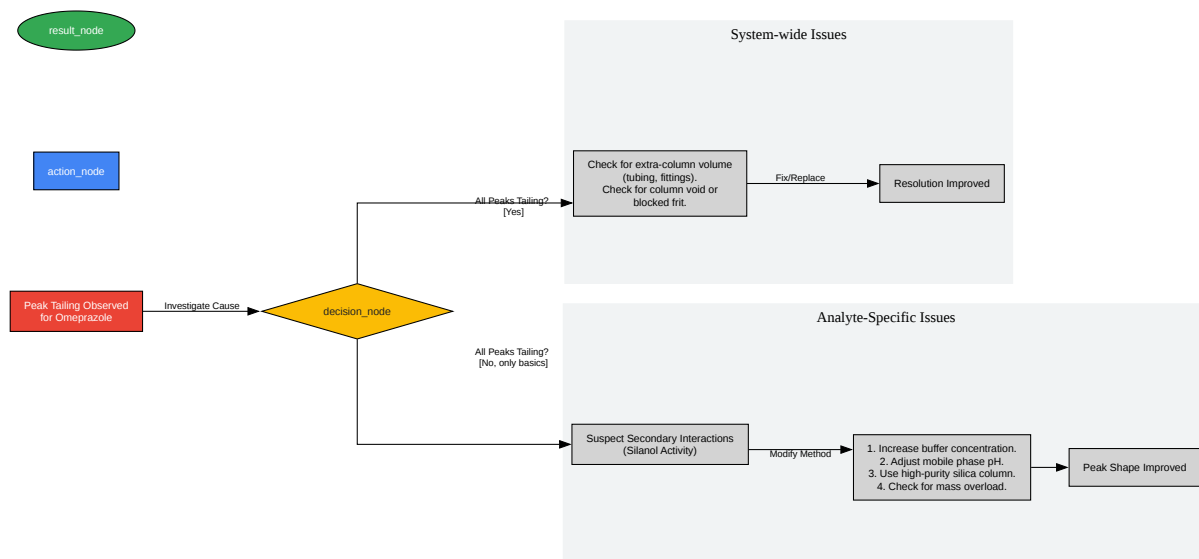 result_node
System-wide Issues
action_node
Check for extra-column volume
(tubing, fittings).
Check for column void or
blocked frit.
Fix/Replace
Resolution Improved
All Peaks Tailing?
[Yes]
Peak Tailing Observed
for Omeprazole
Investigate Cause
decision_node
Analyte-Specific Issues
All Peaks Tailing?
[No, only basics]
Suspect Secondary Interactions
(Silanol Activity)
Modify Method
1. Increase buffer concentration.
2. Adjust mobile phase pH.
3. Use high-purity silica column.
4. Check for mass overload.
Peak Shape Improved